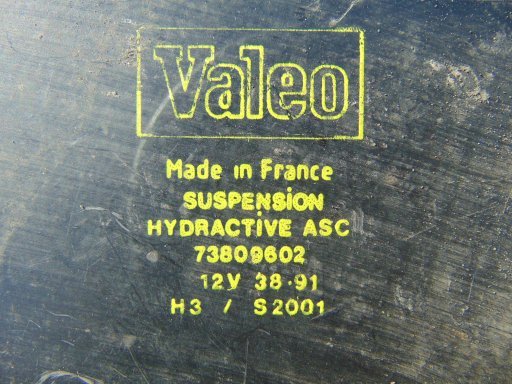 Valeo
Made in France
SUSPENSiON
HYDRACTiVE ASC
73809602
12V 38·91
H3 / S2001